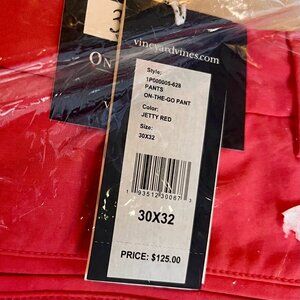 3
ON
vineyardvines.com
Style:
1P000005-628
PANTS
ON-THE-GO PANT
Color:
JETTY RED
Size:
30X32
30X32
PRICE: $125.00